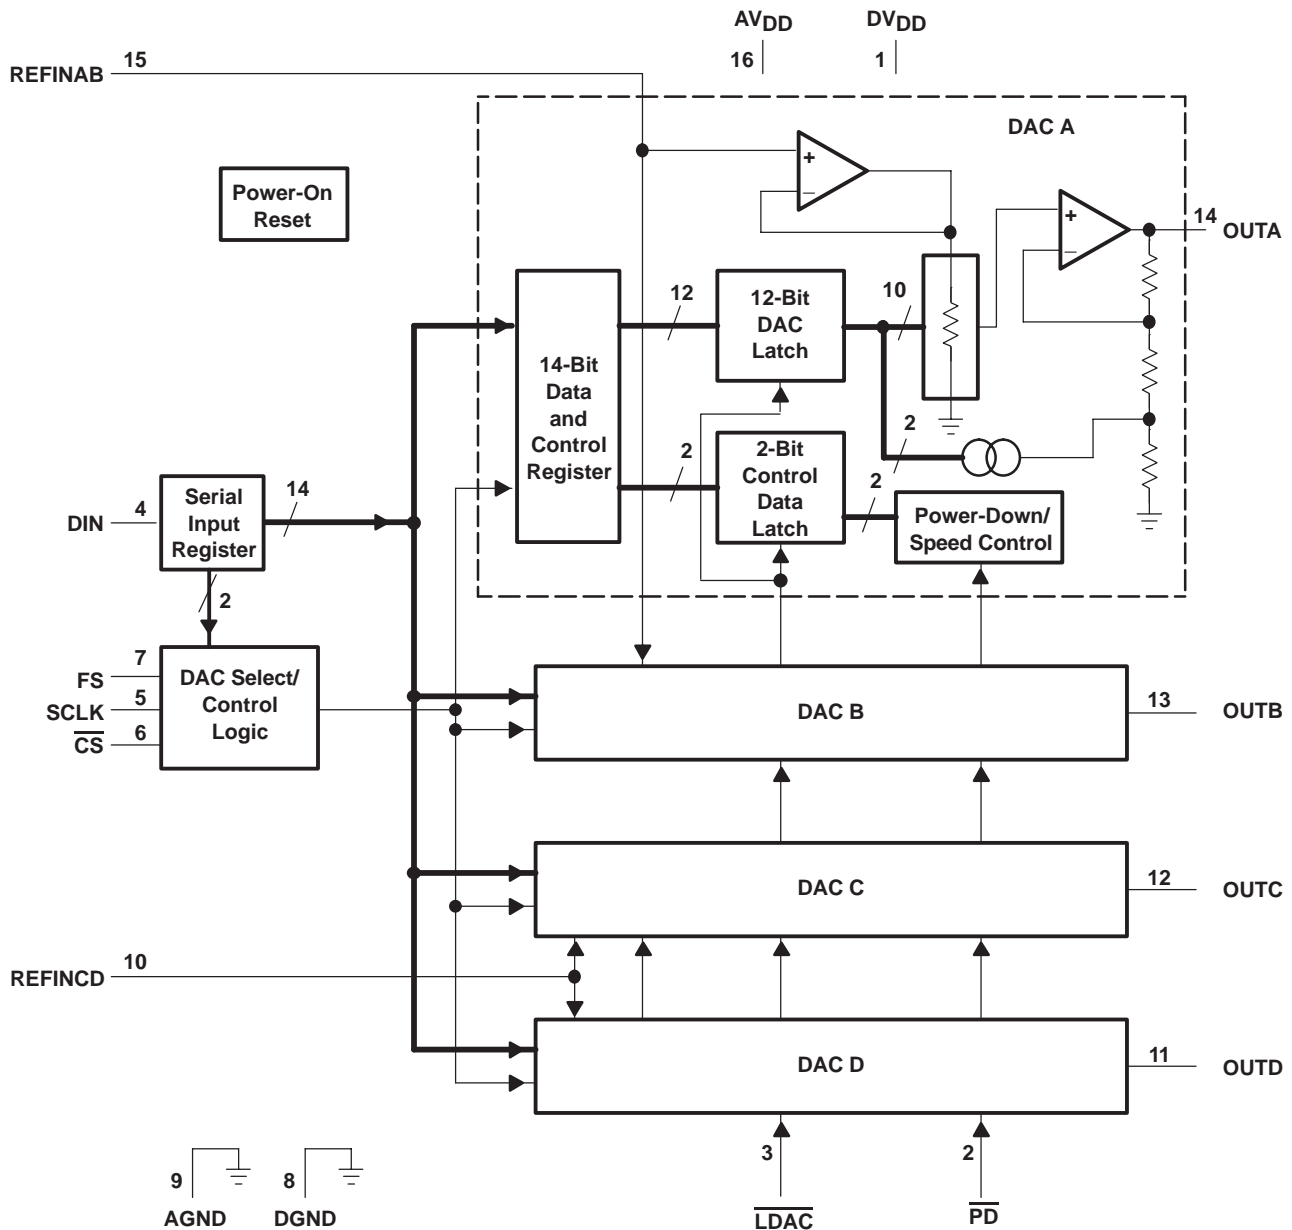 AVDD
DVDD
16
1
REFINAB
15
DAC A
Power-On
Reset
+
−
+
−
14
OUTA
14-Bit
Data
and
Control
Register
12
12-Bit
DAC
Latch
10
2
2
2-Bit
Control
Data
Latch
2
Power-Down/
Speed Control
DIN
4
Serial
Input
Register
14
2
FS
7
SCLK
5
CS
6
DAC Select/
Control
Logic
DAC B
13
OUTB
DAC C
12
OUTC
REFINCD
10
DAC D
11
OUTD
9
AGND
8
DGND
3
LDAC
2
PD